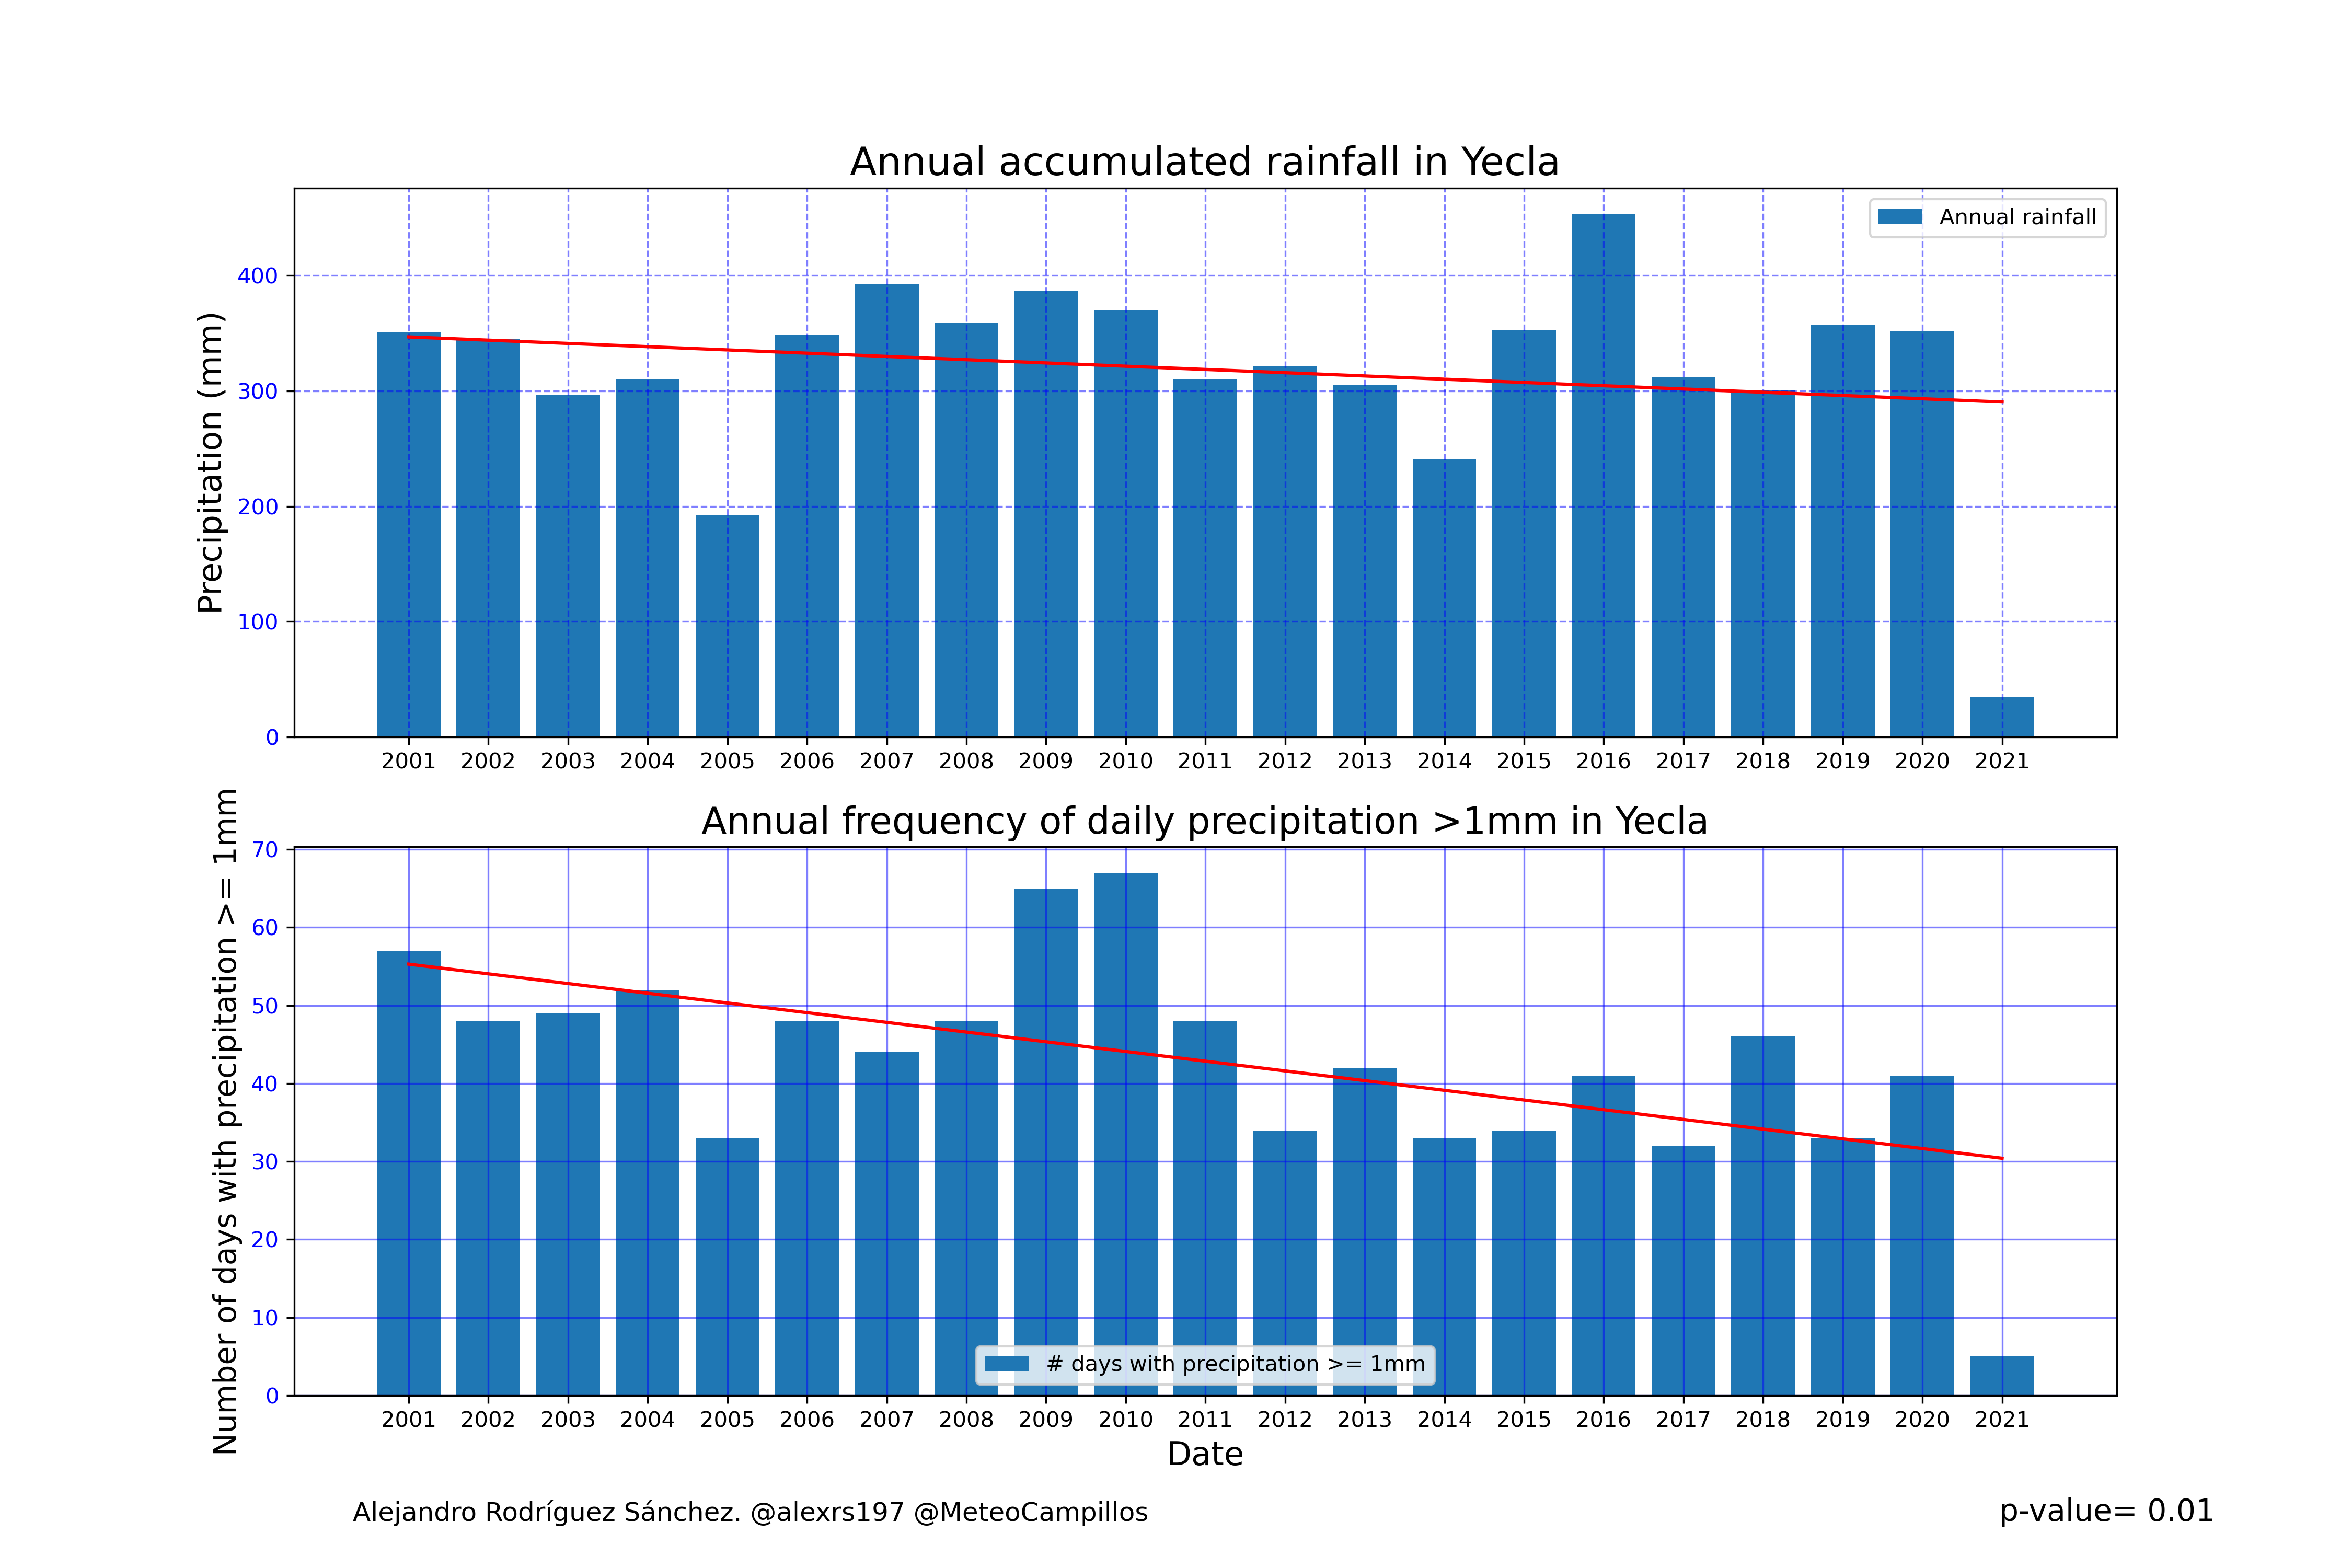 Annual accumulated rainfall in Yecla
Annual rainfall
Precipitation (mm)
400
300
200
100
0
2001 2002 2003 2004 2005 2006 2007 2008 2009 2010 2011 2012 2013 2014 2015 2016 2017 2018 2019 2020 2021
Annual frequency of daily precipitation >1mm in Yecla
Number of days with precipitation >= 1mm
70
60
50
40
30
20
10
0
# days with precipitation >= 1mm
2001 2002 2003 2004 2005 2006 2007 2008 2009 2010 2011 2012 2013 2014 2015 2016 2017 2018 2019 2020 2021
Date
Alejandro Rodríguez Sánchez. @alexrs197 @MeteoCampillos
p-value= 0.01